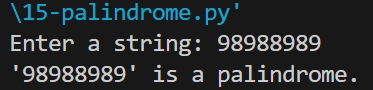 \15-palindrome.py'
Enter a string: 98988989
'98988989' is a palindrome.